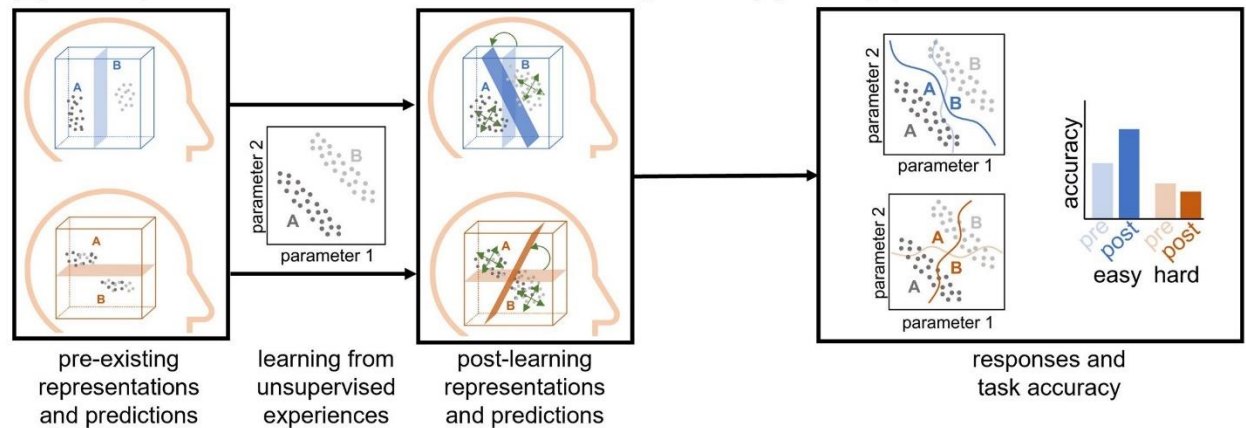 B
A
A
B
pre-existing
representations
and predictions
parameter 2
B
A
parameter 1
learning from
unsupervised
experiences
B
A
A
B
post-learning
representations
and predictions
parameter 2
B
A
B
A
parameter 1
parameter 2
B
A
B
A
parameter 1
accuracy
pre
post
pre
post
easy
hard
responses and
task accuracy